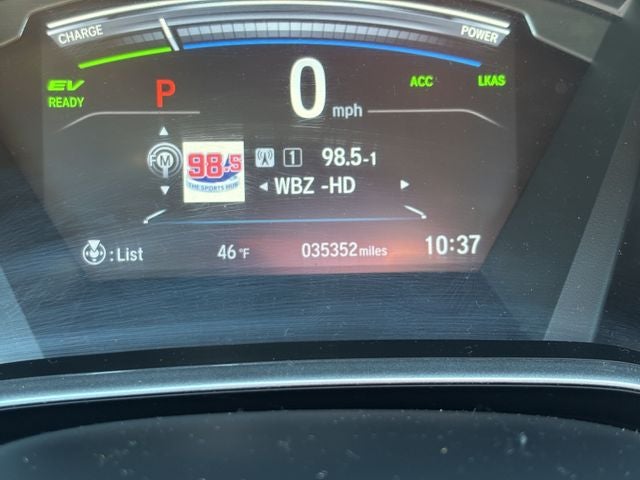 CHARGE POWER
EV READY
P
0 mph
ACC LKAS
FM
98.5 THE SPORTS HUB
1 98.5-1
WBZ -HD
: List 46°F 035352 miles 10:37